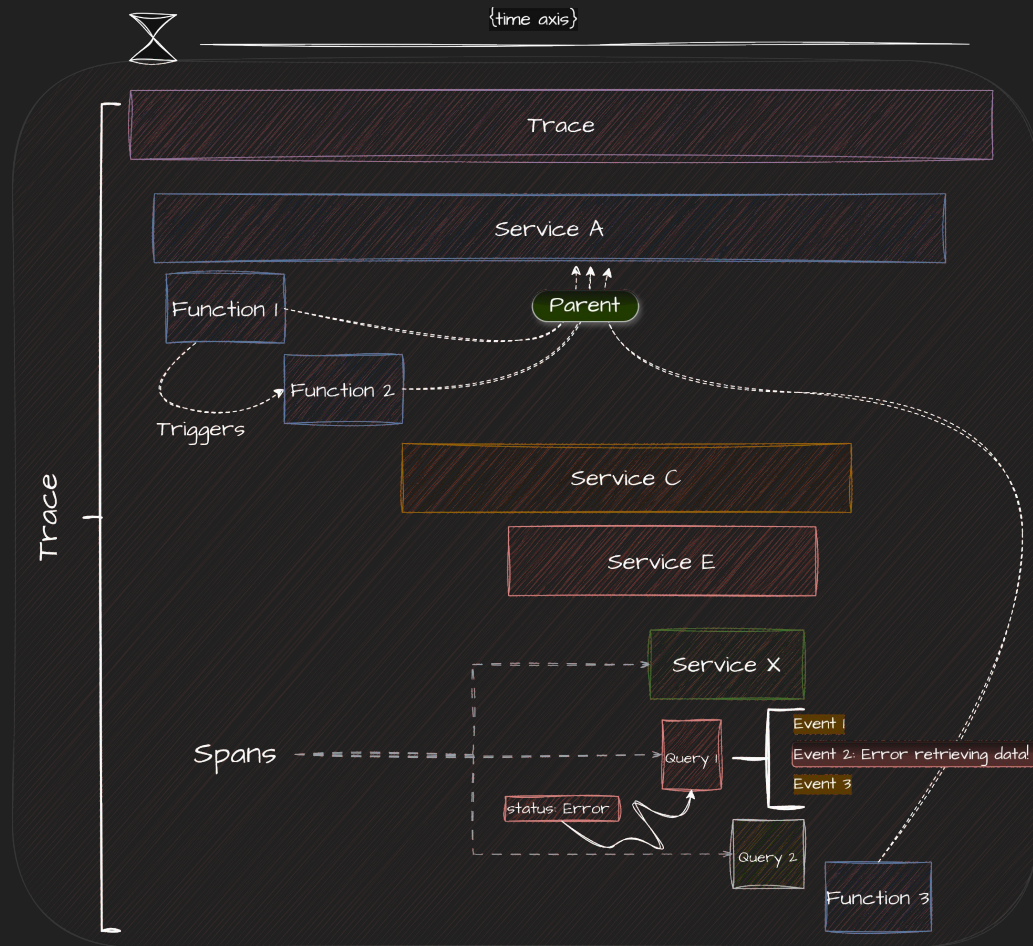 {time axis}
Trace
Service A
Function 1
Parent
Function 2
Triggers
Service C
Trace
Service E
Service X
Event 1
Spans
Query 1
Event 2: Error retrieving data!
Event 3
status: Error
Query 2
Function 3